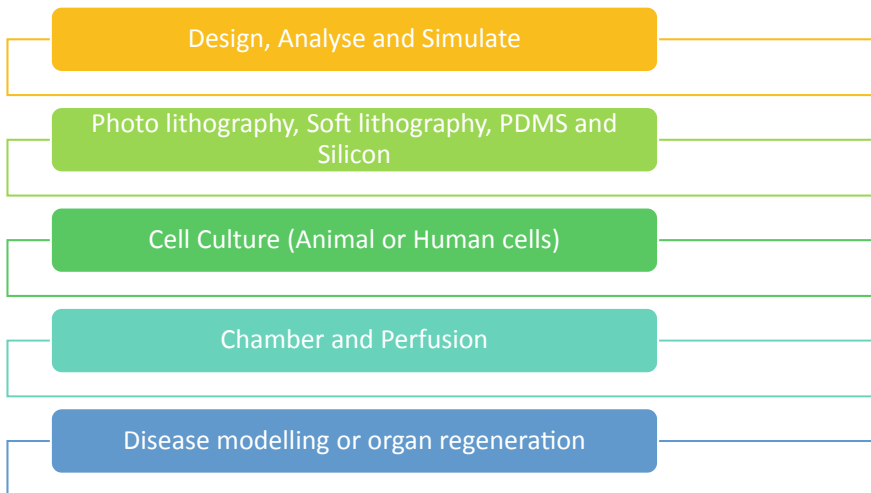 Design, Analyse and Simulate
Photo lithography, Soft lithography, PDMS and
Silicon
Cell Culture (Animal or Human cells)
Chamber and Perfusion
Disease modelling or organ regeneration